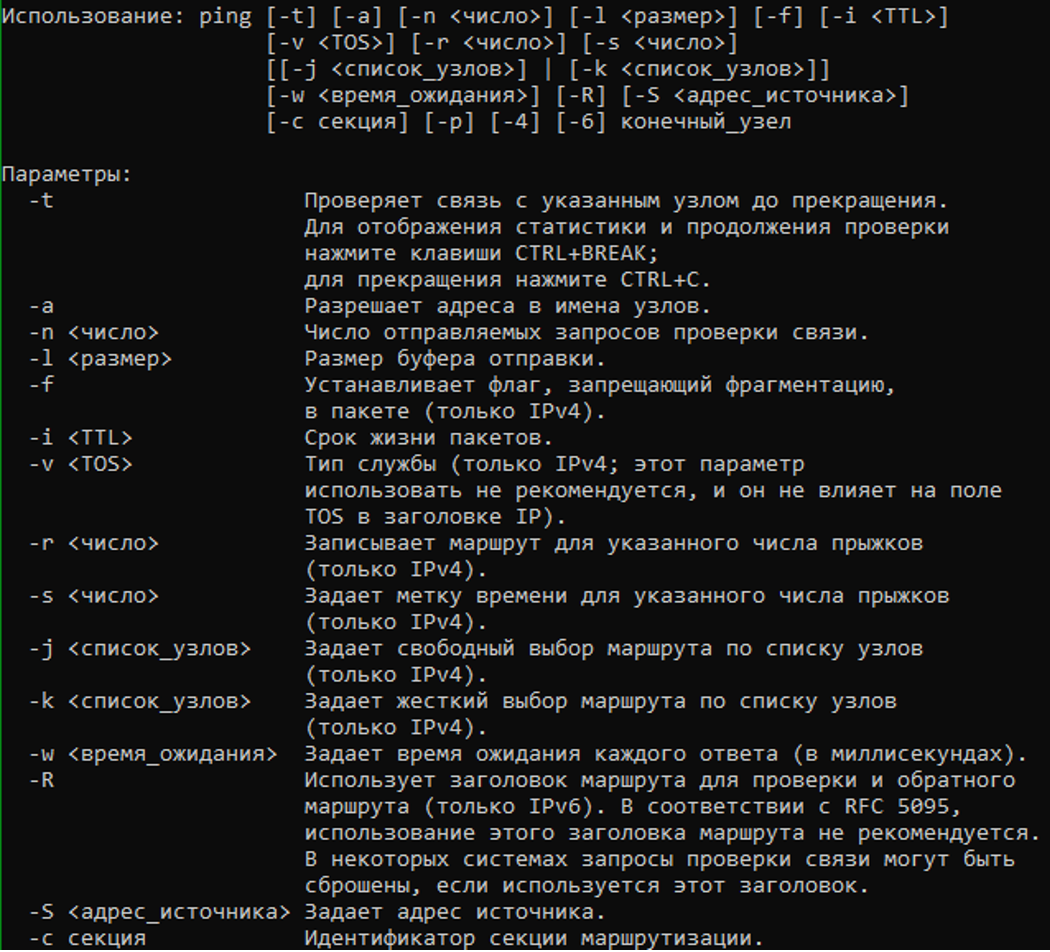 Использование: ping [-t] [-a] [-n <число>] [-l <размер>] [-f] [-i <TTL>]
[-v <TOS>] [-r <число>] [-s <число>]
[[-j <список_узлов>] | [-k <список_узлов>]]
[-w <время_ожидания>] [-R] [-S <адрес_источника>]
[-c секция] [-p] [-4] [-6] конечный_узел
Параметры:
-t Проверяет связь с указанным узлом до прекращения.
Для отображения статистики и продолжения проверки
нажмите клавиши CTRL+BREAK;
для прекращения нажмите CTRL+C.
-a Разрешает адреса в имена узлов.
-n <число> Число отправляемых запросов проверки связи.
-l <размер> Размер буфера отправки.
-f Устанавливает флаг, запрещающий фрагментацию,
в пакете (только IPv4).
-i <TTL> Срок жизни пакетов.
-v <TOS> Тип службы (только IPv4; этот параметр
использовать не рекомендуется, и он не влияет на поле
TOS в заголовке IP).
-r <число> Записывает маршрут для указанного числа прыжков
(только IPv4).
-s <число> Задает метку времени для указанного числа прыжков
(только IPv4).
-j <список_узлов> Задает свободный выбор маршрута по списку узлов
(только IPv4).
-k <список_узлов> Задает жесткий выбор маршрута по списку узлов
(только IPv4).
-w <время_ожидания> Задает время ожидания каждого ответа (в миллисекундах).
-R Использует заголовок маршрута для проверки и обратного
маршрута (только IPv6). В соответствии с RFC 5095,
использование этого заголовка маршрута не рекомендуется.
В некоторых системах запросы проверки связи могут быть
сброшены, если используется этот заголовок.
-S <адрес_источника> Задает адрес источника.
-c секция Идентификатор секции маршрутизации.